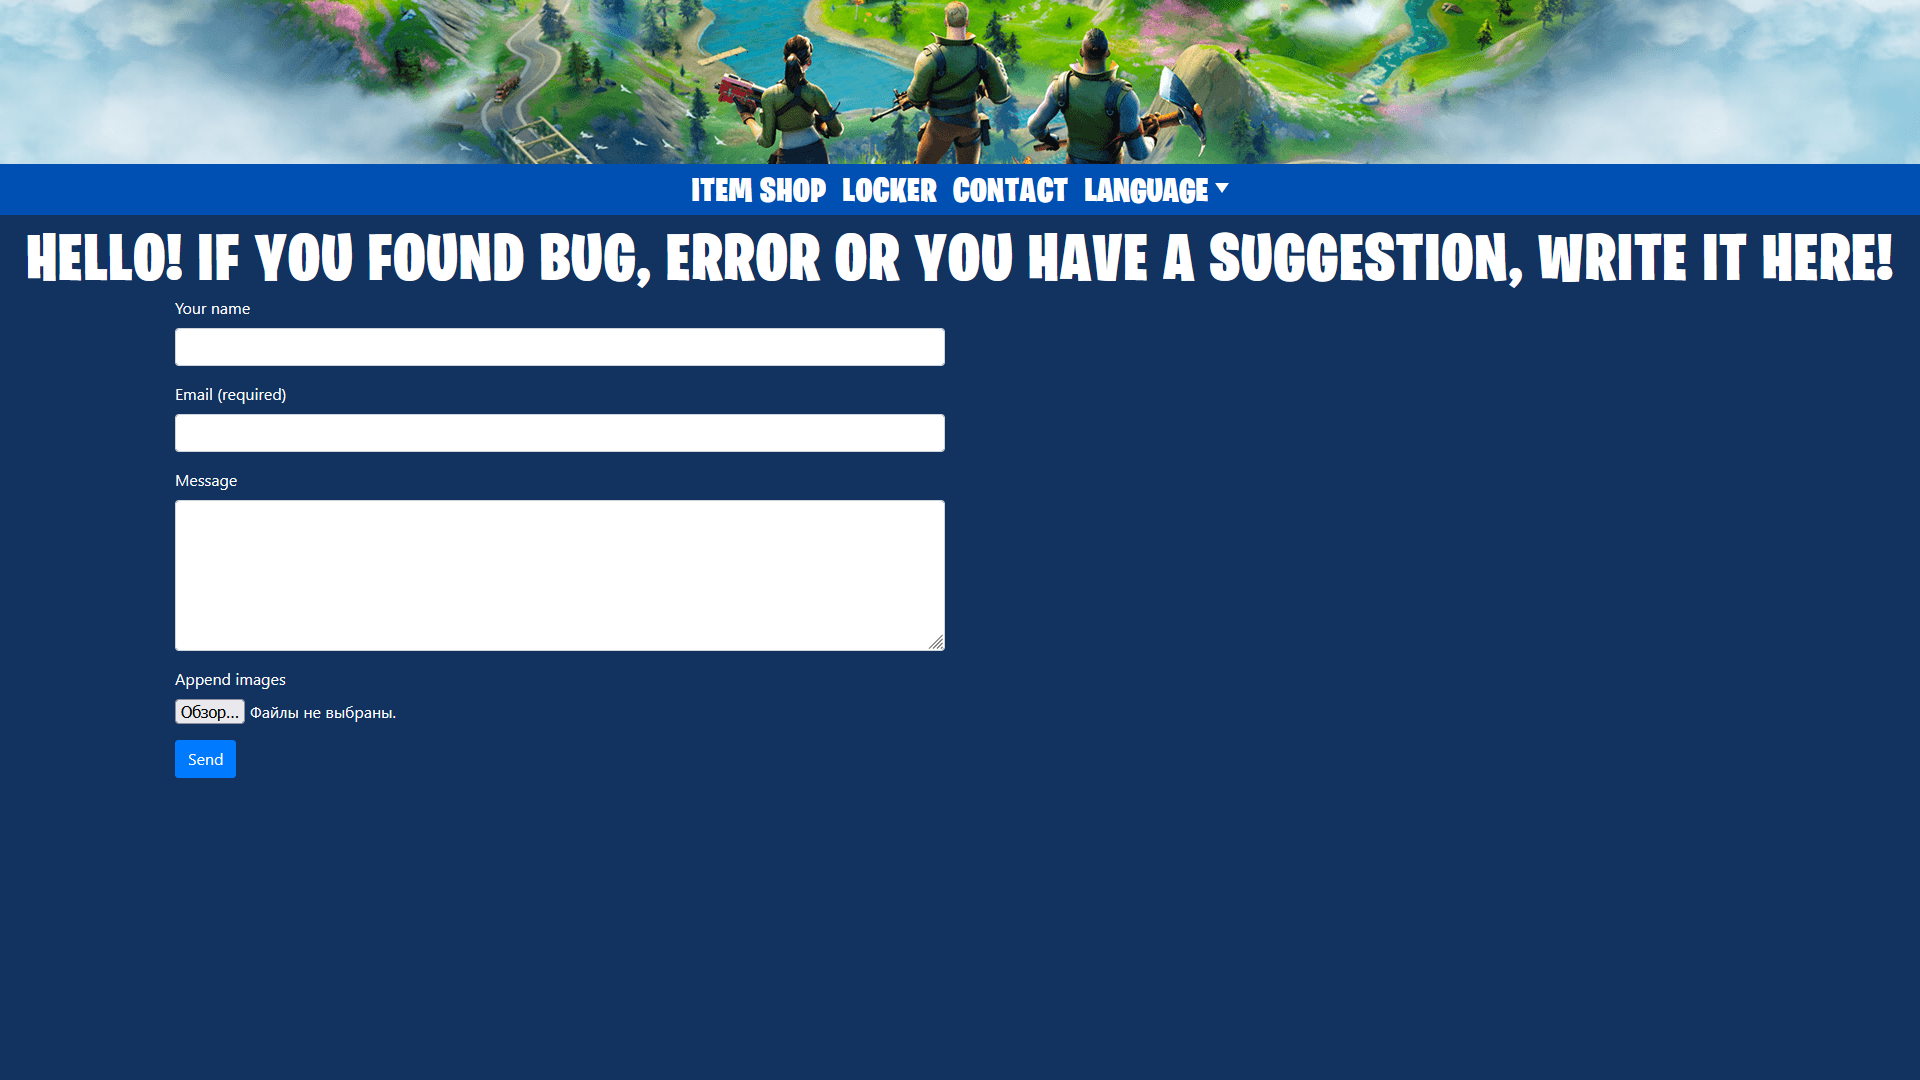 ITEM SHOP LOCKER CONTACT LANGUAGE
HELLO! IF YOU FOUND BUG, ERROR OR YOU HAVE A SUGGESTION, WRITE IT HERE!
Your name
Email (required)
Message
Append images
Обзор... Файлы не выбраны.
Send